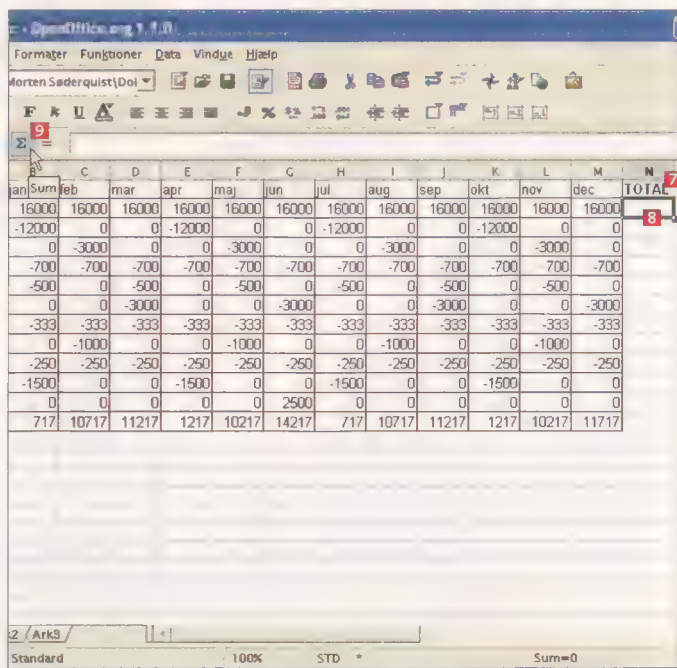 c - OpenOffice.org 1.1.0
Formater Funktioner Data Vindue Hjælp
Morten Søderquist\Dol
F K U A
9
Σ =
B C D E F G H I J K L M N
jan Sum feb mar apr maj jun jul aug sep okt nov dec TOTAL 7
16000 16000 16000 16000 16000 16000 16000 16000 16000 16000 16000 16000 8
-12000 0 0 -12000 0 0 -12000 0 0 -12000 0 0
0 -3000 0 0 -3000 0 0 -3000 0 0 -3000 0
-700 -700 -700 -700 -700 -700 -700 -700 -700 -700 -700 -700
-500 0 -500 0 -500 0 -500 0 -500 0 -500 0
0 0 -3000 0 0 -3000 0 0 -3000 0 0 -3000
-333 -333 -333 -333 -333 -333 -333 -333 -333 -333 -333 -333
0 -1000 0 0 -1000 0 0 -1000 0 0 -1000 0
-250 -250 -250 -250 -250 -250 -250 -250 -250 -250 -250 -250
-1500 0 0 -1500 0 0 -1500 0 0 -1500 0 0
0 0 0 0 0 2500 0 0 0 0 0 0
717 10717 11217 1217 10217 14217 717 10717 11217 1217 10217 11717
k2 / Ark3
Standard 100% STD * Sum=0